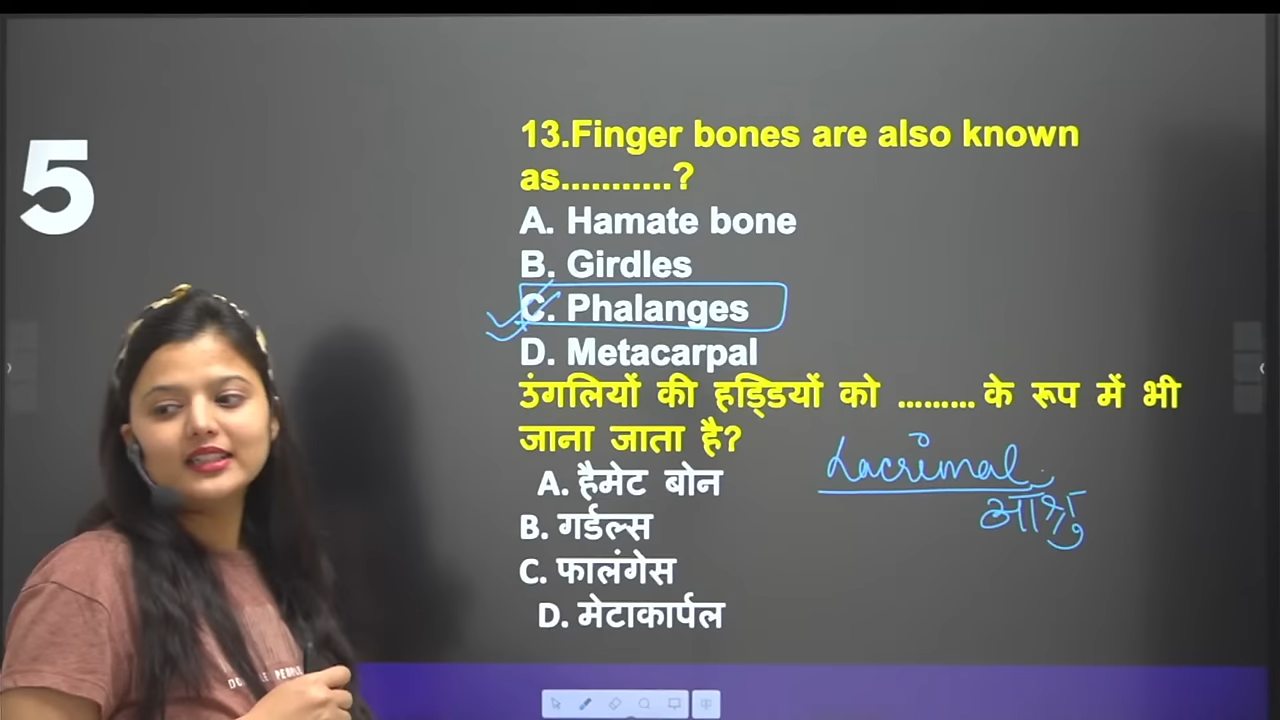 5
13.Finger bones are also known
as...........?
A. Hamate bone
B. Girdles
C. Phalanges
D. Metacarpal
उंगलियों की हड्डियों को ......... के रूप में भी
जाना जाता है?
A. हैमेट बोन
B. गर्डल्स
C. फालंगेस
D. मेटाकार्पल
Lacrimal
आश्रु